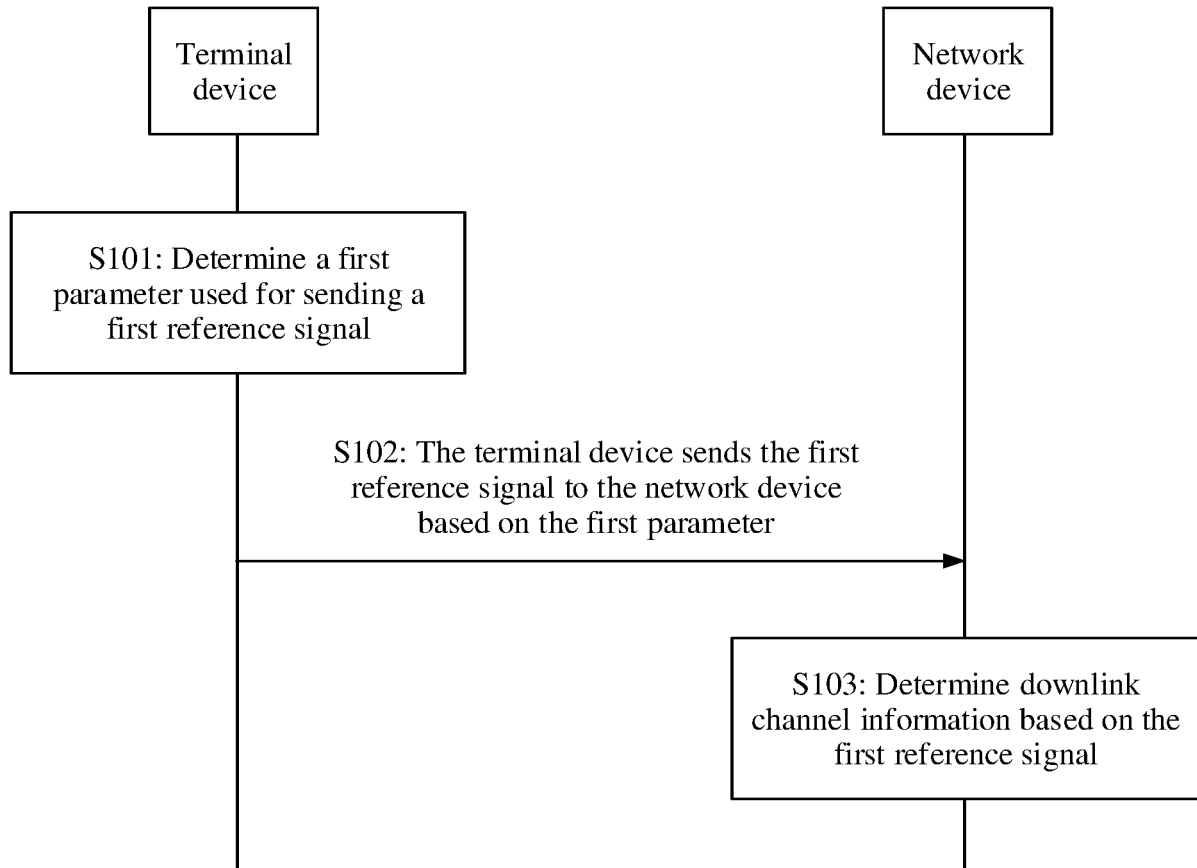 Terminal
device
Network
device
S101: Determine a first
parameter used for sending a
first reference signal
S102: The terminal device sends the first
reference signal to the network device
based on the first parameter
S103: Determine downlink
channel information based on the
first reference signal